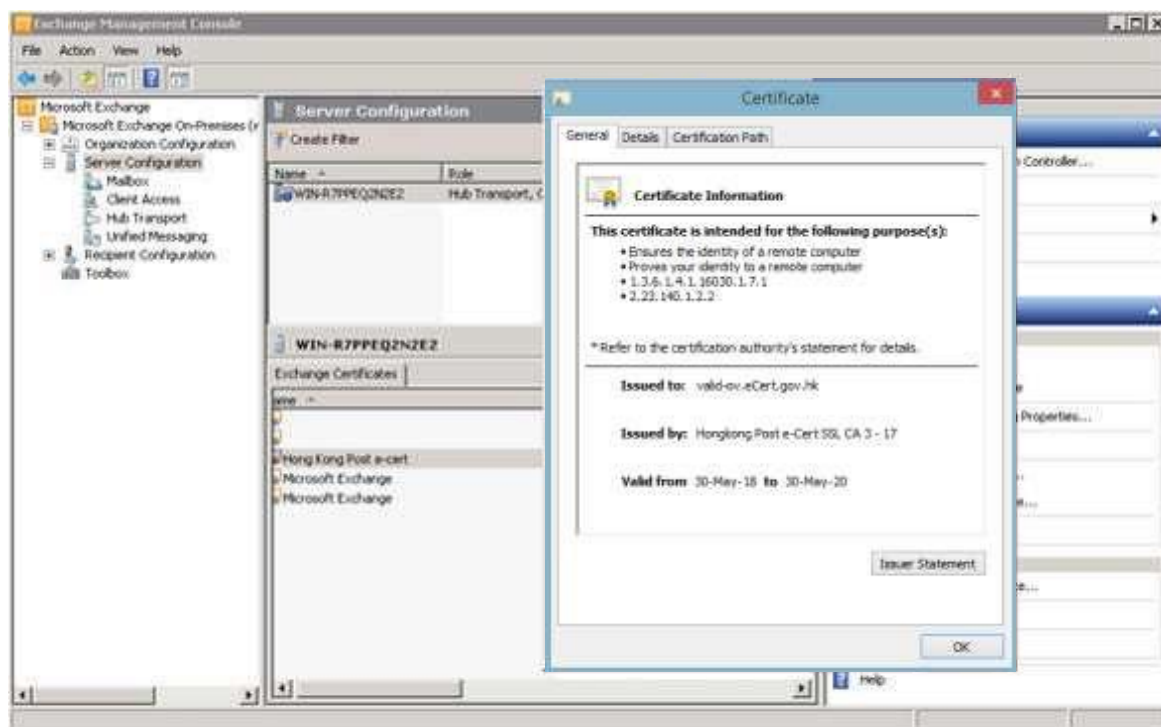 Exchange Management Console
File Action View Help
Microsoft Exchange
Microsoft Exchange On-Premises (
Organization Configuration
Server Configuration
Mailbox
Client Access
Hub Transport
Unified Messaging
Recipient Configuration
Toolbox
Server Configuration
Create Filter
Name Role
WIN-R7PPEQ2N2E2 Hub Transport, C
WIN-R7PPEQ2N2E2
Exchange Certificates
ame
Hong Kong Post e-cert
Microsoft Exchange
Microsoft Exchange
Certificate
General Details Certification Path
Certificate Information
This certificate is intended for the following purpose(s):
• Ensures the identity of a remote computer
• Proves your identity to a remote computer
• 1.3.6.1.4.1.16030.1.7.1
• 2.23.140.1.2.2
* Refer to the certification authority's statement for details.
Issued to: valid-ov.eCert.gov.hk
Issued by: Hongkong Post e-Cert SSL CA 3 - 17
Valid from 30-May-18 to 30-May-20
Issuer Statement
OK
Controller...
Properties...
Help